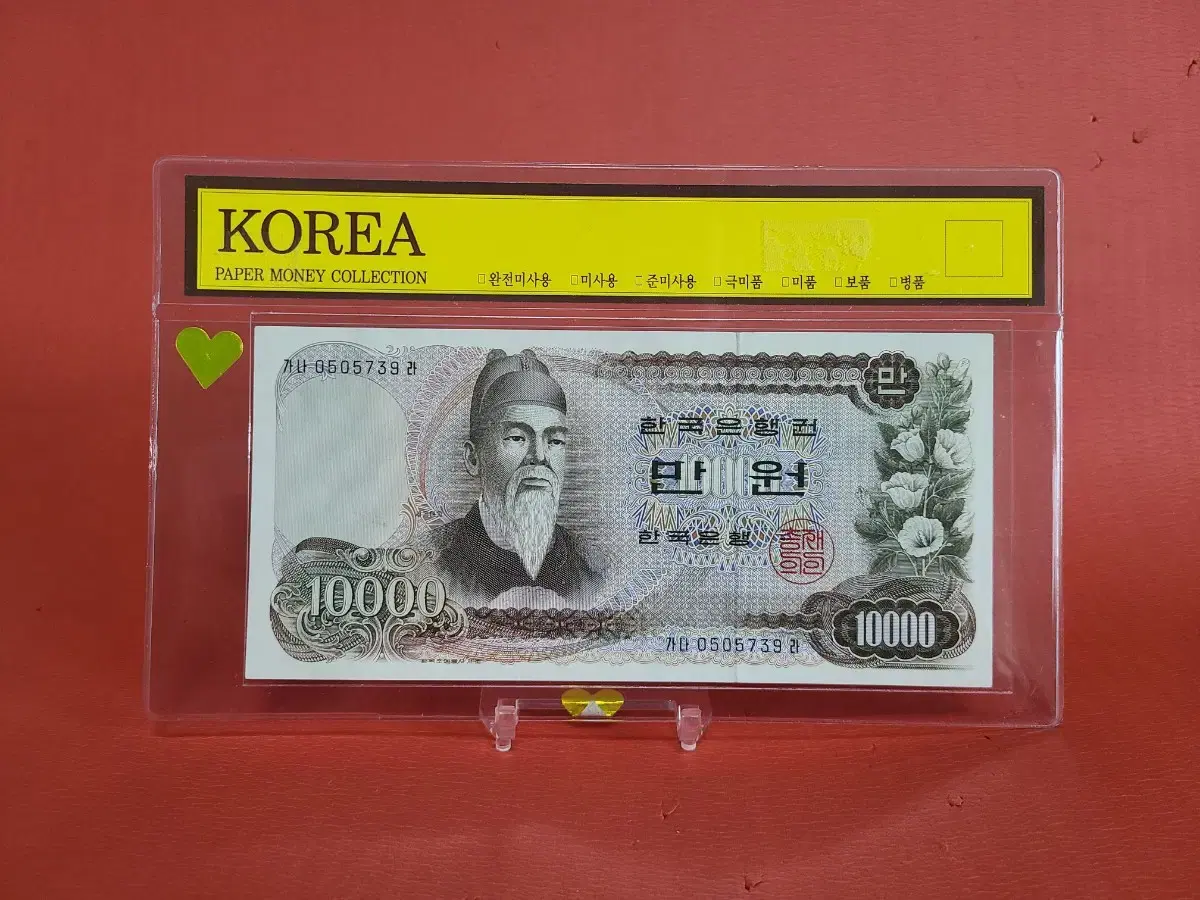 KOREA
PAPER MONEY COLLECTION
□완전미사용 □미사용 □준미사용 □극미품 □미품 □보품 □병품
가나 0505739 라
만
한국은행권
만 원
한국은행
10000
10000
가나 0505739 라